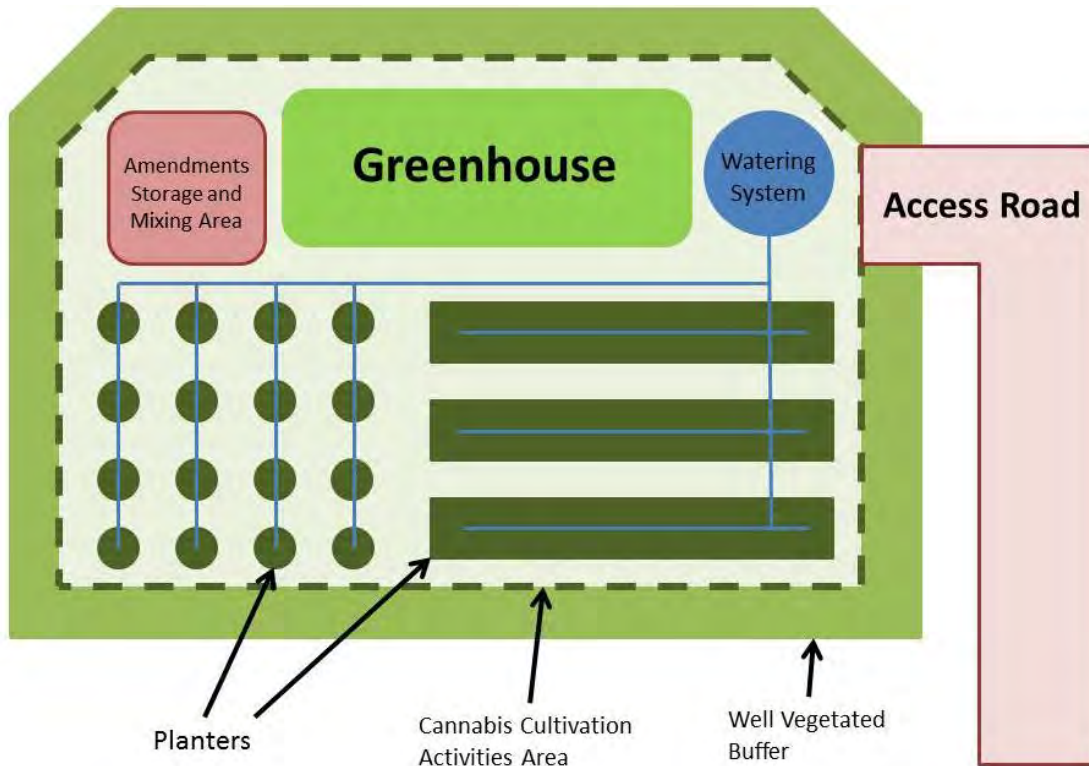 Amendments
Storage and
Mixing Area
Greenhouse
Watering
System
Access Road
Planters
Cannabis Cultivation
Activities Area
Well Vegetated
Buffer